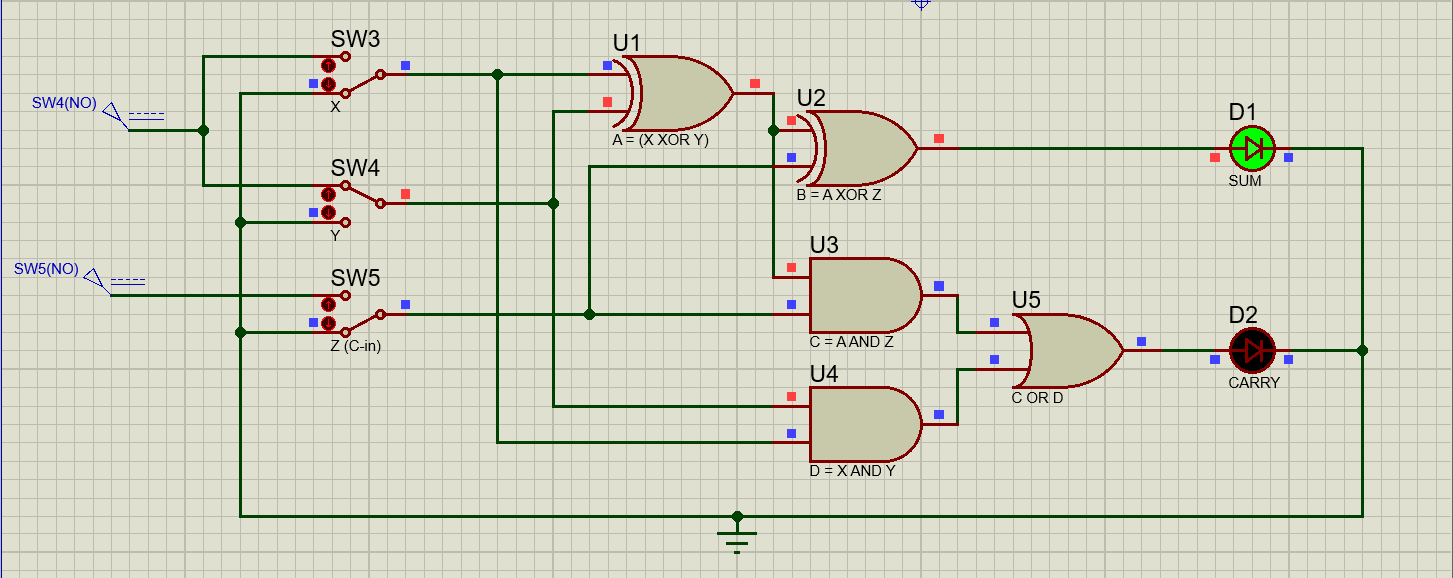 SW3
U1
SW4(NO)
X
A = (X XOR Y)
U2
D1
SW4
B = A XOR Z
SUM
Y
SW5(NO)
SW5
U3
U5
D2
Z (C-in)
C = A AND Z
U4
CARRY
C OR D
D = X AND Y